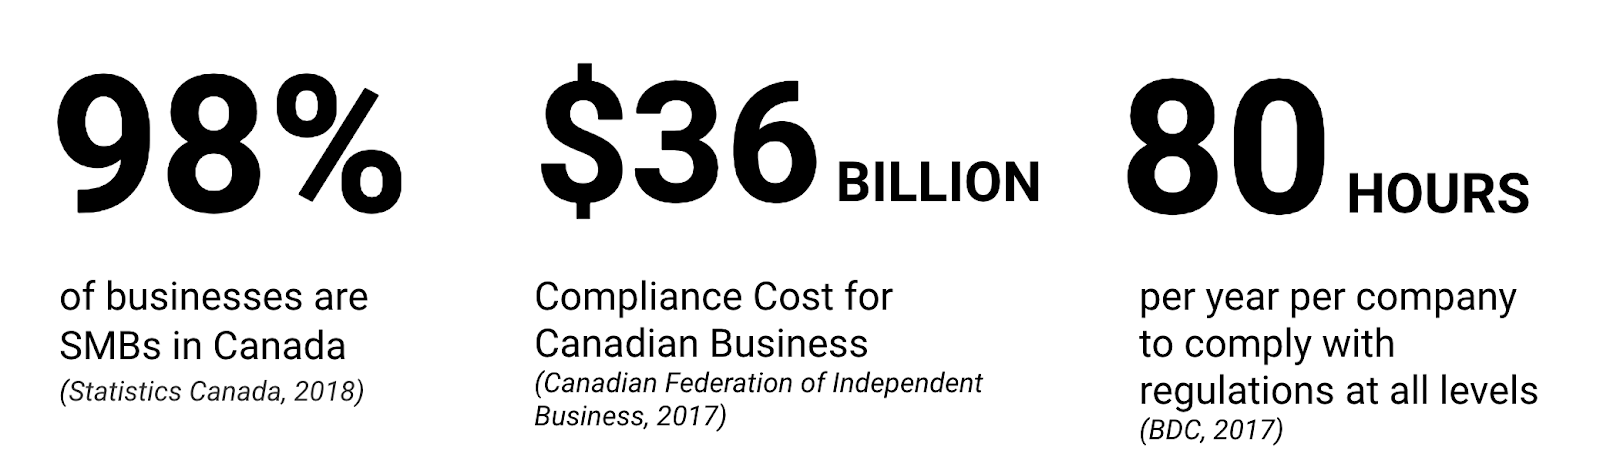 98%
of businesses are
SMBs in Canada
(Statistics Canada, 2018)
$36 BILLION
Compliance Cost for
Canadian Business
(Canadian Federation of Independent
Business, 2017)
80 HOURS
per year per company
to comply with
regulations at all levels
(BDC, 2017)